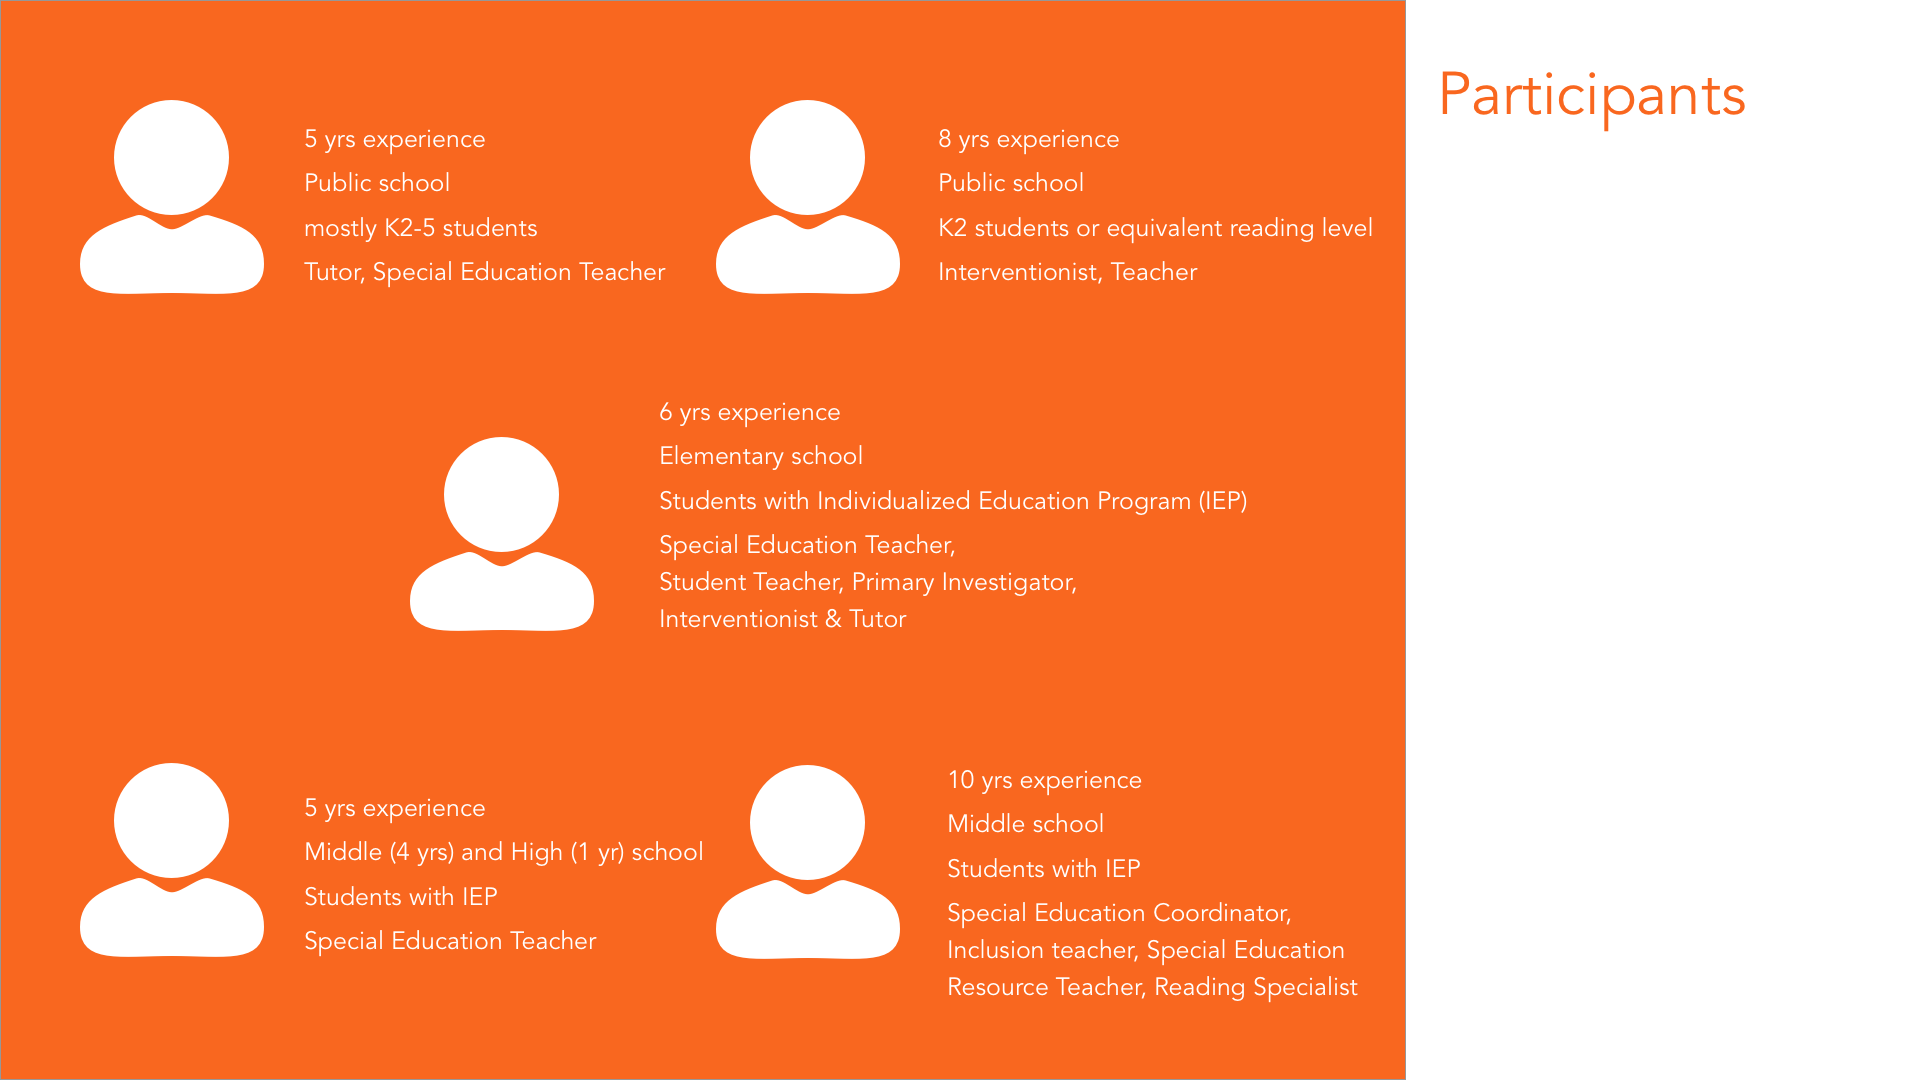 Participants
5 yrs experience
Public school
mostly K2-5 students
Tutor, Special Education Teacher
8 yrs experience
Public school
K2 students or equivalent reading level
Interventionist, Teacher
6 yrs experience
Elementary school
Students with Individualized Education Program (IEP)
Special Education Teacher,
Student Teacher, Primary Investigator,
Interventionist & Tutor
5 yrs experience
Middle (4 yrs) and High (1 yr) school
Students with IEP
Special Education Teacher
10 yrs experience
Middle school
Students with IEP
Special Education Coordinator,
Inclusion teacher, Special Education
Resource Teacher, Reading Specialist